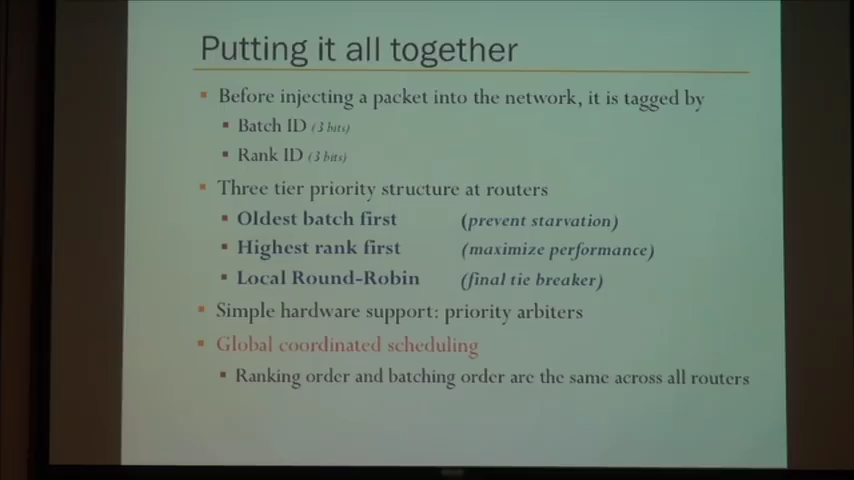 Putting it all together
Before injecting a packet into the network, it is tagged by
Batch ID (3 bits)
Rank ID (3 bits)
Three tier priority structure at routers
Oldest batch first (prevent starvation)
Highest rank first (maximize performance)
Local Round-Robin (final tie breaker)
Simple hardware support: priority arbiters
Global coordinated scheduling
Ranking order and batching order are the same across all routers